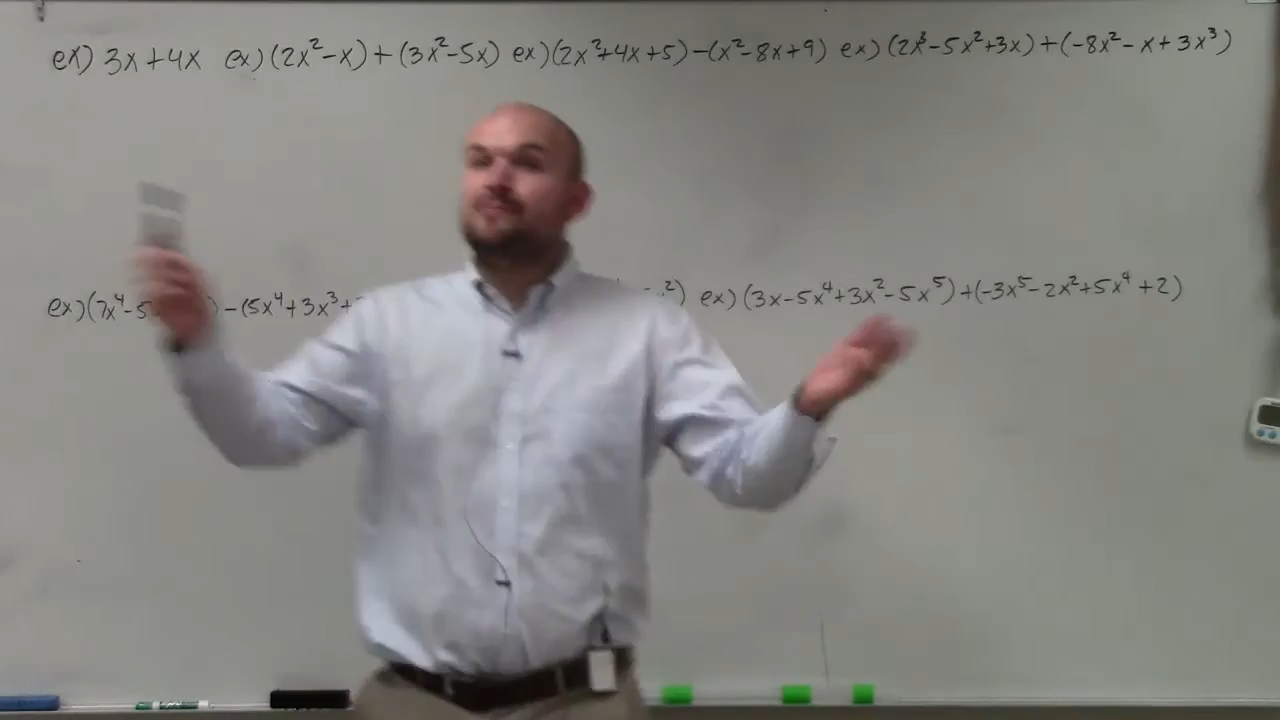 ex) 3x+4x ex) (2x²-x)+(3x²-5x) ex) (2x²+4x+5)-(x²-8x+9) ex) (2x³-5x²+3x)+(-8x²-x+3x³)
ex) (7x⁴-5 )-(5x⁴+3x³+ x²) ex) (3x-5x⁴+3x²-5x⁵)+(-3x⁵-2x²+5x⁴+2)